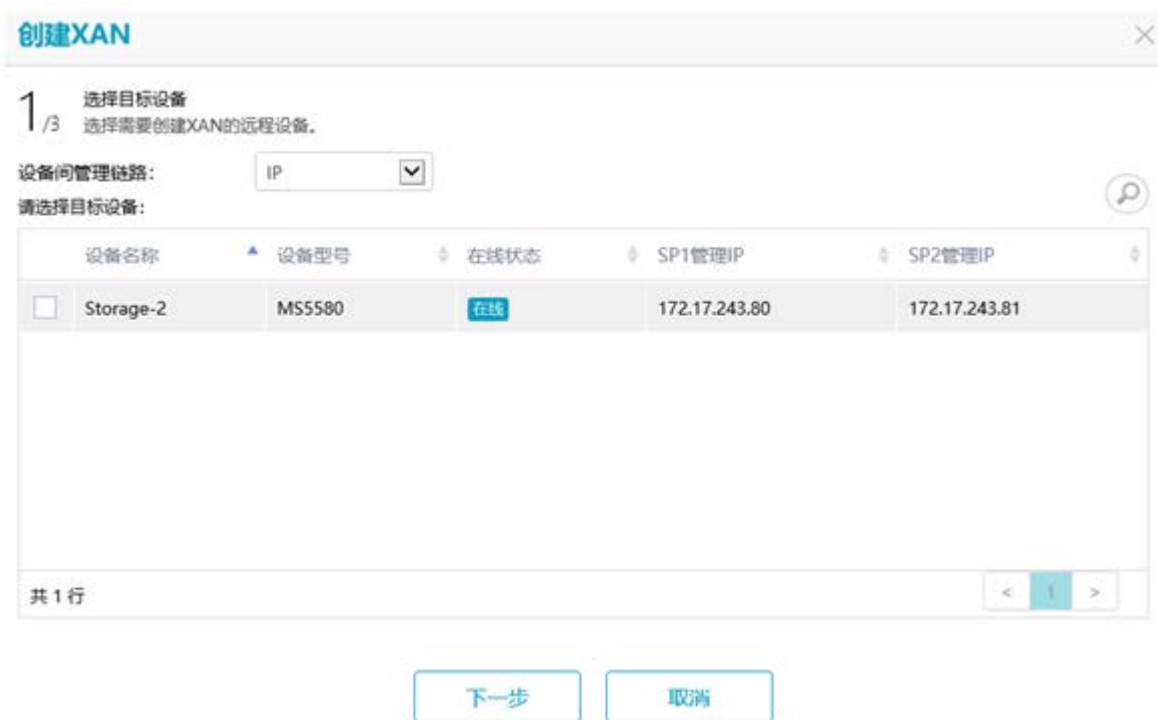 创建XAN
1/3 选择目标设备
选择需要创建XAN的远程设备。
设备间管理链路： IP
请选择目标设备：
设备名称 设备型号 在线状态 SP1管理IP SP2管理IP
Storage-2 MS5580 在线 172.17.243.80 172.17.243.81
共 1 行 < 1 >
下一步 取消